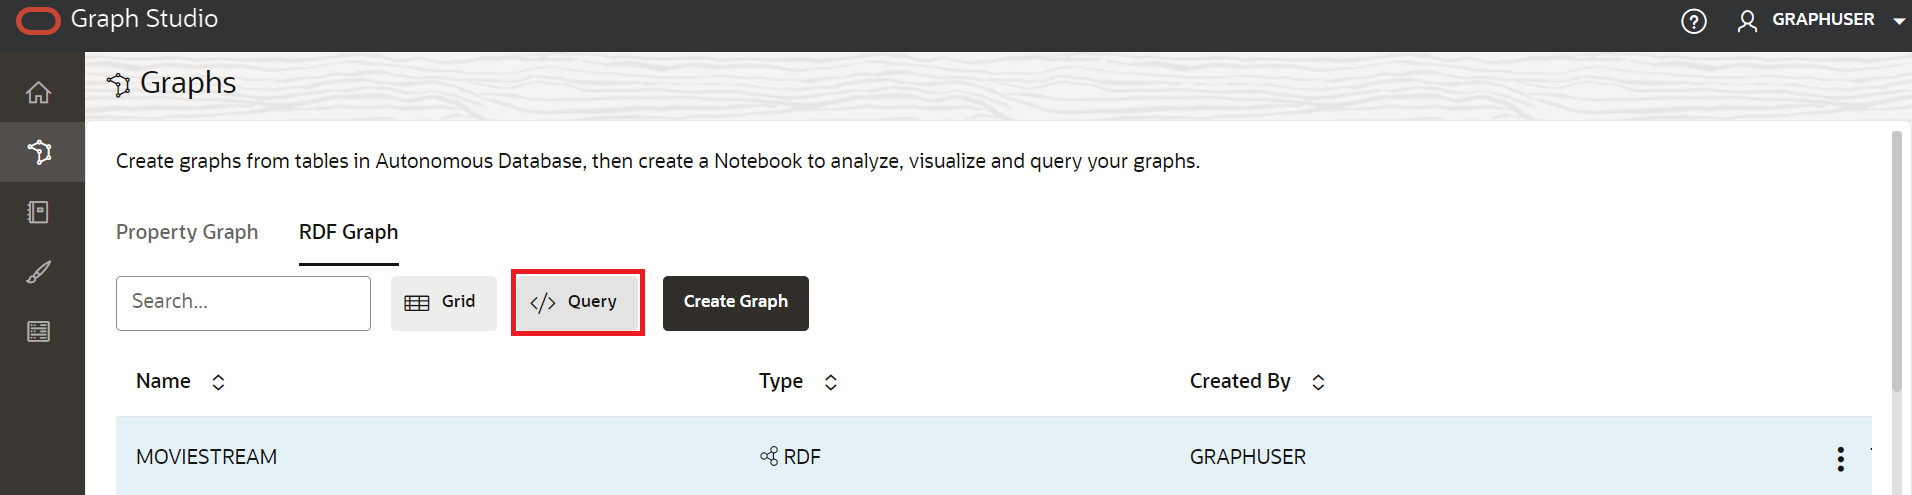 Graph Studio
? GRAPHUSER
Graphs
Create graphs from tables in Autonomous Database, then create a Notebook to analyze, visualize and query your graphs.
Property Graph RDF Graph
Search... Grid </> Query Create Graph
Name Type Created By
MOVIESTREAM RDF GRAPHUSER